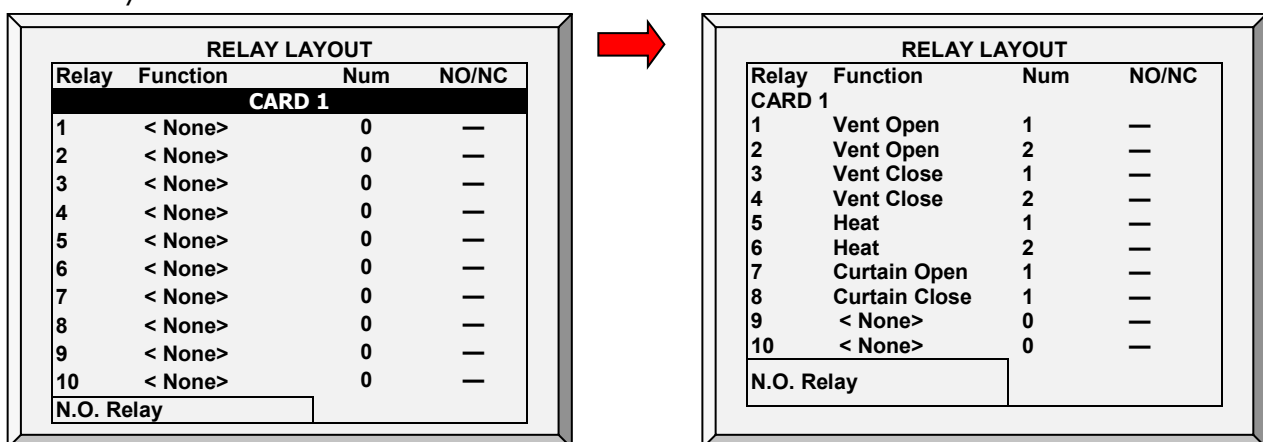 RELAY LAYOUT
Relay Function Num NO/NC
CARD 1
1 < None> 0 —
2 < None> 0 —
3 < None> 0 —
4 < None> 0 —
5 < None> 0 —
6 < None> 0 —
7 < None> 0 —
8 < None> 0 —
9 < None> 0 —
10 < None> 0 —
N.O. Relay
RELAY LAYOUT
Relay Function Num NO/NC
CARD 1
1 Vent Open 1 —
2 Vent Open 2 —
3 Vent Close 1 —
4 Vent Close 2 —
5 Heat 1 —
6 Heat 2 —
7 Curtain Open 1 —
8 Curtain Close 1 —
9 < None> 0 —
10 < None> 0 —
N.O. Relay